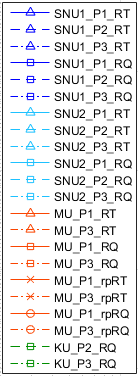 SNU1_P1_RT
SNU1_P2_RT
SNU1_P3_RT
SNU1_P1_RQ
SNU1_P2_RQ
SNU1_P3_RQ
SNU2_P1_RT
SNU2_P2_RT
SNU2_P3_RT
SNU2_P1_RQ
SNU2_P2_RQ
SNU2_P3_RQ
MU_P1_RT
MU_P3_RT
MU_P1_RQ
MU_P3_RQ
MU_P1_rpRT
MU_P3_rpRT
MU_P1_rpRQ
MU_P3_rpRQ
KU_P2_RQ
KU_P3_RQ